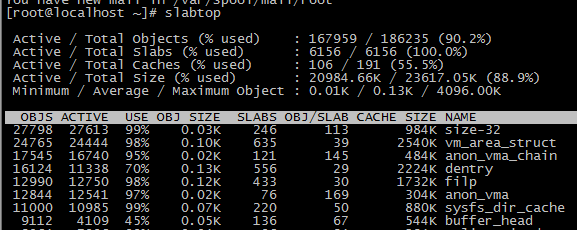 You have new mail in /var/spool/mail/root
[root@localhost ~]# slabtop
Active / Total Objects (% used) : 167959 / 186235 (90.2%)
Active / Total Slabs (% used) : 6156 / 6156 (100.0%)
Active / Total Caches (% used) : 106 / 191 (55.5%)
Active / Total Size (% used) : 20984.66K / 23617.05K (88.9%)
Minimum / Average / Maximum Object : 0.01K / 0.13K / 4096.00K
OBJS ACTIVE USE OBJ SIZE SLABS OBJ/SLAB CACHE SIZE NAME
27798 27613 99% 0.03K 246 113 984K size-32
24765 24444 98% 0.10K 635 39 2540K vm_area_struct
17545 16740 95% 0.02K 121 145 484K anon_vma_chain
16124 11338 70% 0.13K 556 29 2224K dentry
12990 12750 98% 0.12K 433 30 1732K filp
12844 12541 97% 0.02K 76 169 304K anon_vma
11000 10985 99% 0.07K 220 50 880K sysfs_dir_cache
9112 4109 45% 0.05K 136 67 544K buffer_head